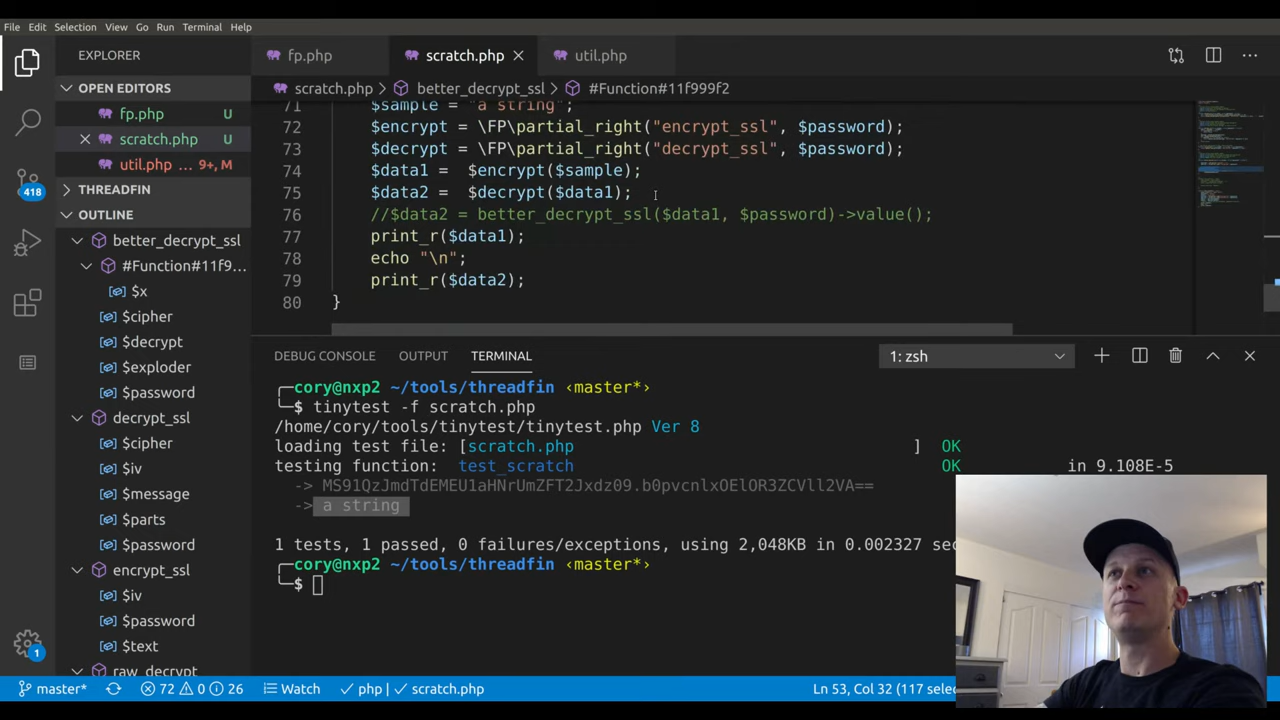 File Edit Selection View Go Run Terminal Help
EXPLORER
OPEN EDITORS
fp.php U
scratch.php U
util.php 9+, M
THREADFIN
OUTLINE
better_decrypt_ssl
#Function#11f9...
$x
$cipher
$decrypt
$exploder
$password
decrypt_ssl
$cipher
$iv
$message
$parts
$password
encrypt_ssl
$iv
$password
$text
raw_decrypt
418
1
fp.php scratch.php util.php
scratch.php > better_decrypt_ssl > #Function#11f999f2
71 $sample = "a string";
72 $encrypt = \FP\partial_right("encrypt_ssl", $password);
73 $decrypt = \FP\partial_right("decrypt_ssl", $password);
74 $data1 =  $encrypt($sample);
75 $data2 =  $decrypt($data1);
76 //$data2 = better_decrypt_ssl($data1, $password)->value();
77 print_r($data1);
78 echo "\n";
79 print_r($data2);
80 }
DEBUG CONSOLE OUTPUT TERMINAL 1: zsh
cory@nxp2 ~/tools/threadfin ‹master*›
$ tinytest -f scratch.php
/home/cory/tools/tinytest/tinytest.php Ver 8
loading test file: [scratch.php ] OK
testing function: test_scratch OK in 9.108E-5
-> MS91QzJmdTdEMEU1aHNrUmZFT2Jxdz09.b0pvcnlxOElOR3ZCVll2VA==
-> a string
1 tests, 1 passed, 0 failures/exceptions, using 2,048KB in 0.002327 sec
cory@nxp2 ~/tools/threadfin ‹master*›
$
master* 72 0 26 Watch php | scratch.php Ln 53, Col 32 (117 selec